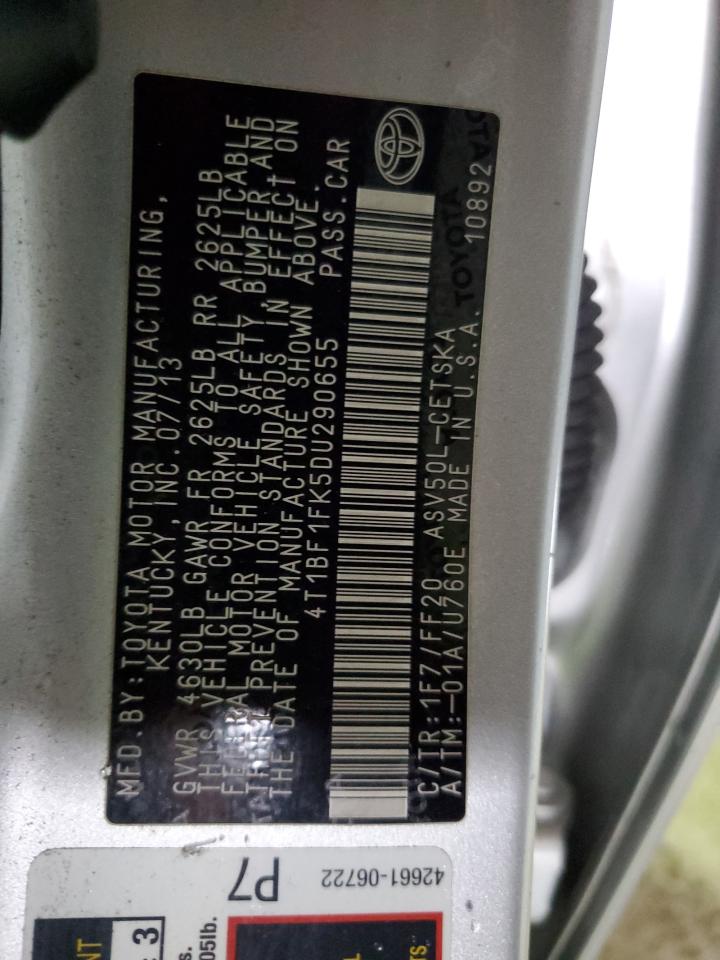 MFD.BY:TOYOTA MOTOR MANUFACTURING,
KENTUCKY, INC.07/13
GVWR 4630LB GAWR FR 2625LB RR 2625LB
THIS VEHICLE CONFORMS TO ALL APPLICABLE
FEDERAL MOTOR VEHICLE SAFETY, BUMPER AND
THEFT PREVENTION STANDARDS IN EFFECT ON
THE DATE OF MANUFACTURE SHOWN ABOVE.
4T1BF1FK5DU290655 PASS.CAR
C/TR:1F7/FF20 ASV50L-CETSKA
A/TM:-01A/U760E MADE IN U.S.A. 10892
TOYOTA
P7
42661-06722
3